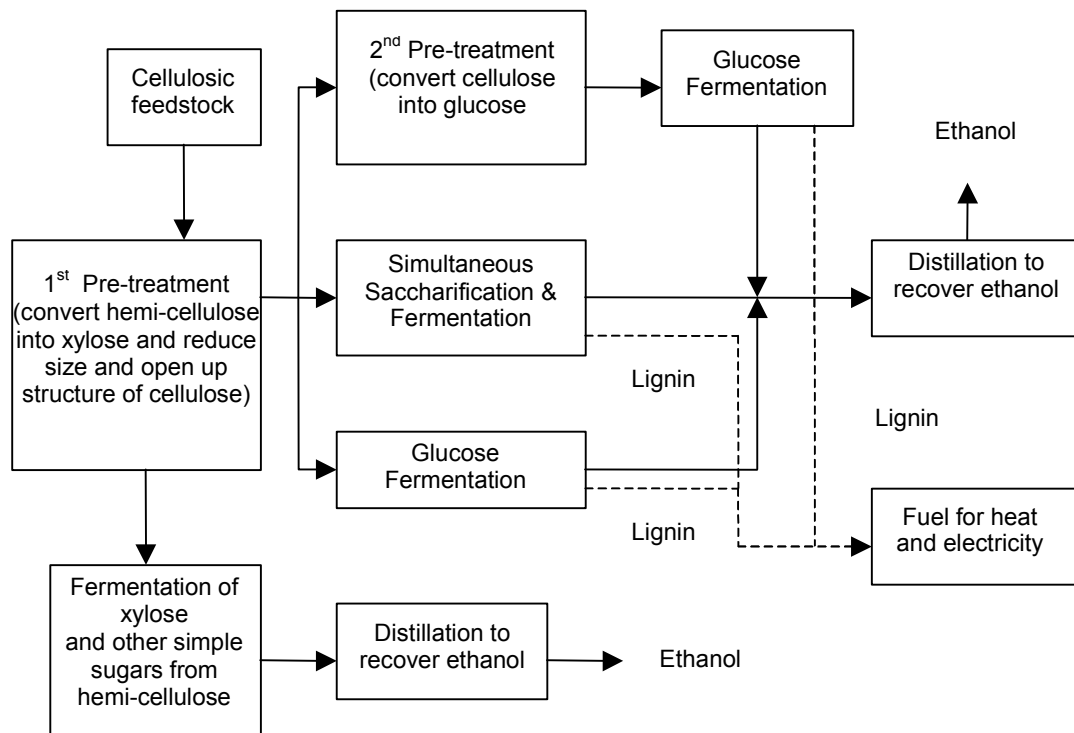 Cellulosic
feedstock
1st Pre-treatment
(convert hemi-cellulose
into xylose and reduce
size and open up
structure of cellulose)
2nd Pre-treatment
(convert cellulose
into glucose
Glucose
Fermentation
Simultaneous
Saccharification &
Fermentation
Lignin
Glucose
Fermentation
Lignin
Lignin
Ethanol
Distillation to
recover ethanol
Fuel for heat
and electricity
Fermentation of
xylose
and other simple
sugars from
hemi-cellulose
Distillation to
recover ethanol
Ethanol